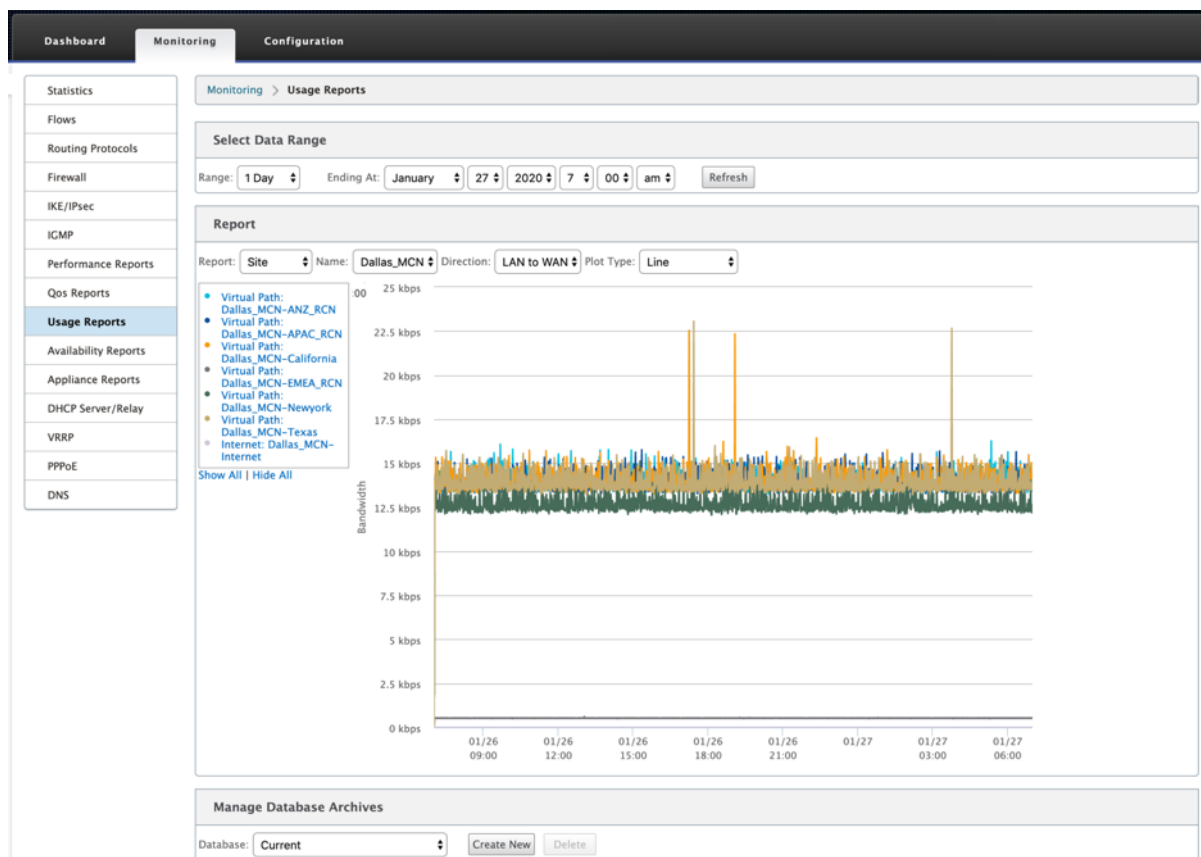 Dashboard Monitoring Configuration
Statistics
Flows
Routing Protocols
Firewall
IKE/IPsec
IGMP
Performance Reports
Qos Reports
Usage Reports
Availability Reports
Appliance Reports
DHCP Server/Relay
VRRP
PPPoE
DNS
Monitoring > Usage Reports
Select Data Range
Range: 1 Day Ending At: January 27 2020 7 00 am Refresh
Report
Report: Site Name: Dallas_MCN Direction: LAN to WAN Plot Type: Line
Virtual Path:
Dallas_MCN-ANZ_RCN
Virtual Path:
Dallas_MCN-APAC_RCN
Virtual Path:
Dallas_MCN-California
Virtual Path:
Dallas_MCN-EMEA_RCN
Virtual Path:
Dallas_MCN-Newyork
Virtual Path:
Dallas_MCN-Texas
Internet: Dallas_MCN-
Internet
Show All | Hide All
:00
Bandwidth
25 kbps
22.5 kbps
20 kbps
17.5 kbps
15 kbps
12.5 kbps
10 kbps
7.5 kbps
5 kbps
2.5 kbps
0 kbps
01/26 01/26 01/26 01/26 01/26 01/27 01/27 01/27
09:00 12:00 15:00 18:00 21:00 03:00 06:00
Manage Database Archives
Database: Current Create New Delete